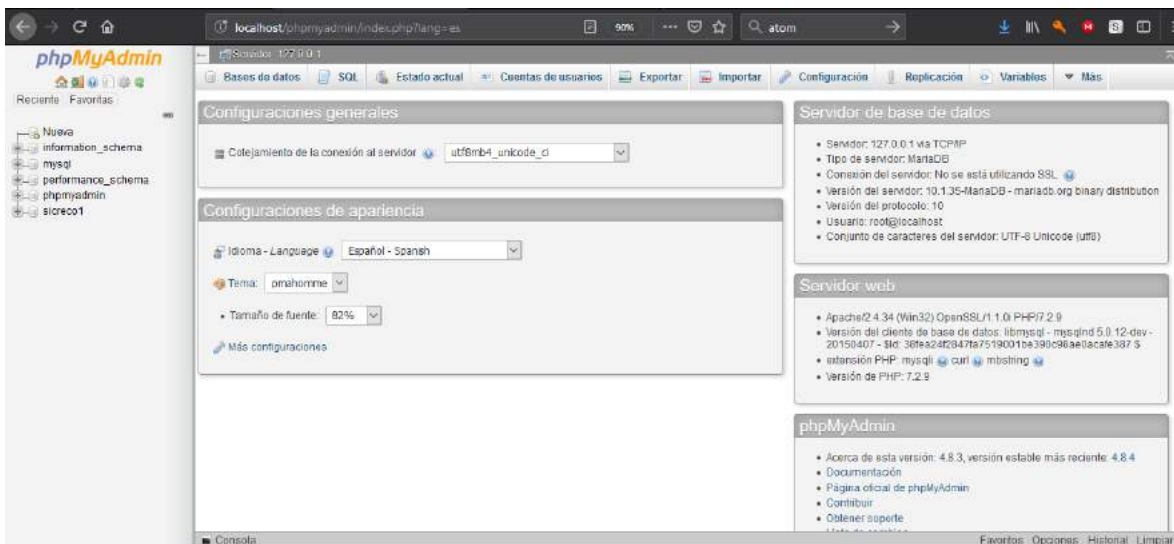 localhost/phpmyadmin/index.php?lang=es
90%
atom
phpMyAdmin
Reciente Favoritas
Nueva
information_schema
mysql
performance_schema
phpmyadmin
sicreco1
Servidor: 127.0.0.1
Bases de datos SQL Estado actual Cuentas de usuarios Exportar Importar Configuración Replicación Variables Más
Configuraciones generales
Cotejamiento de la conexión al servidor utf8mb4_unicode_ci
Configuraciones de apariencia
Idioma - Language Español - Spanish
Tema: pmahomme
• Tamaño de fuente: 82%
Más configuraciones
Servidor de base de datos
• Servidor: 127.0.0.1 via TCP/IP
• Tipo de servidor: MariaDB
• Conexión del servidor: No se está utilizando SSL
• Versión del servidor: 10.1.35-MariaDB - mariadb.org binary distribution
• Versión del protocolo: 10
• Usuario: root@localhost
• Conjunto de caracteres del servidor: UTF-8 Unicode (utf8)
Servidor web
• Apache/2.4.34 (Win32) OpenSSL/1.1.0i PHP/7.2.9
• Versión del cliente de base de datos: libmysql - mysqlnd 5.0.12-dev -
20150407 - $Id: $
• extensión PHP: mysqli curl mbstring
• Versión de PHP: 7.2.9
phpMyAdmin
• Acerca de esta versión: 4.8.3, versión estable más reciente: 4.8.4
• Documentación
• Página oficial de phpMyAdmin
• Contribuir
• Obtener soporte
Consola
Favoritos Opciones Historial Limpiar